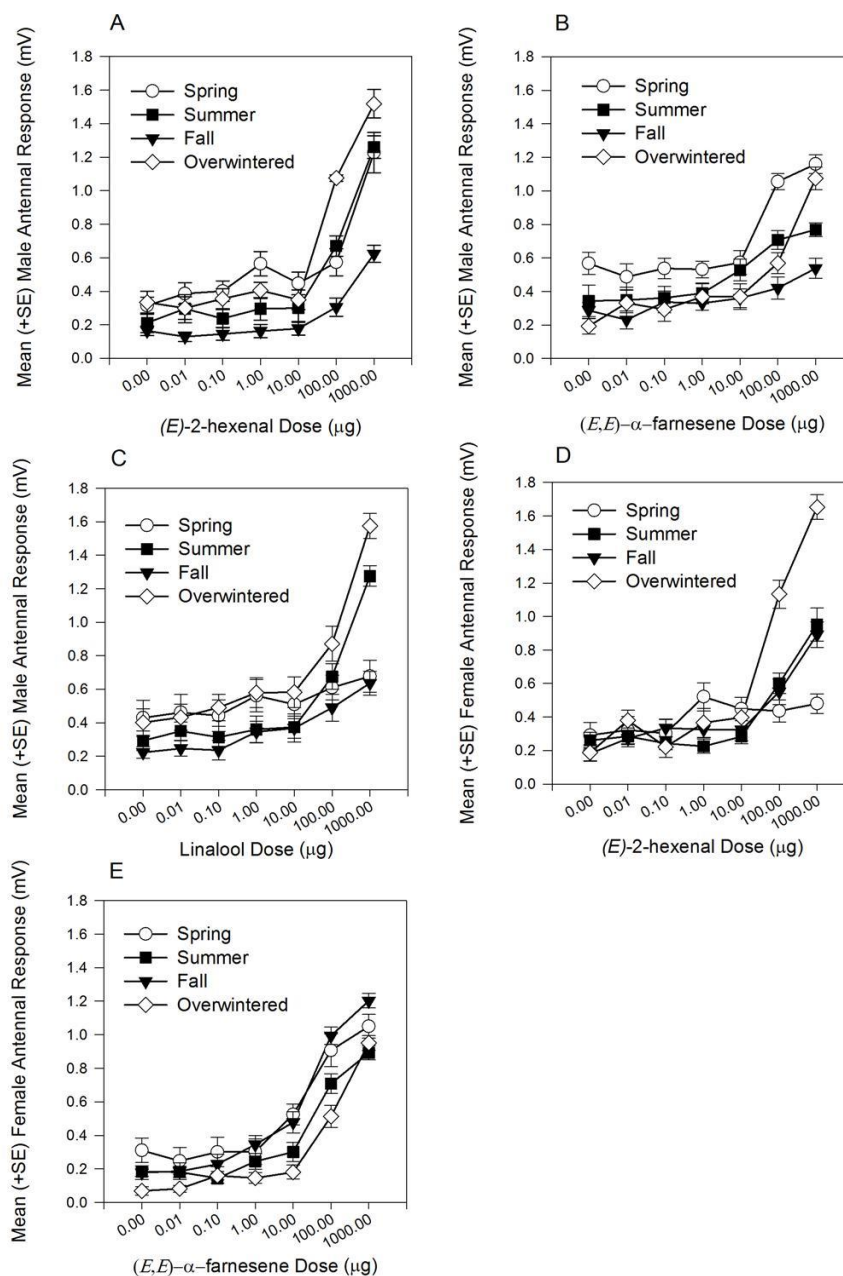 A
Mean (+SE) Male Antennal Response (mV)
1.8
1.6
1.4
1.2
1.0
0.8
0.6
0.4
0.2
0.0
Spring
Summer
Fall
Overwintered
0.00
0.01
0.10
1.00
10.00
100.00
1000.00
(E)-2-hexenal Dose (μg)
B
Mean (+SE) Male Antennal Response (mV)
1.8
1.6
1.4
1.2
1.0
0.8
0.6
0.4
0.2
0.0
Spring
Summer
Fall
Overwintered
0.00
0.01
0.10
1.00
10.00
100.00
1000.00
(E,E)–α–farnesene Dose (μg)
C
Mean (+SE) Male Antennal Response (mV)
1.8
1.6
1.4
1.2
1.0
0.8
0.6
0.4
0.2
0.0
Spring
Summer
Fall
Overwintered
0.00
0.01
0.10
1.00
10.00
100.00
1000.00
Linalool Dose (μg)
D
Mean (+SE) Female Antennal Response (mV)
1.8
1.6
1.4
1.2
1.0
0.8
0.6
0.4
0.2
0.0
Spring
Summer
Fall
Overwintered
0.00
0.01
0.10
1.00
10.00
100.00
1000.00
(E)-2-hexenal Dose (μg)
E
Mean (+SE) Female Antennal Response (mV)
1.8
1.6
1.4
1.2
1.0
0.8
0.6
0.4
0.2
0.0
Spring
Summer
Fall
Overwintered
0.00
0.01
0.10
1.00
10.00
100.00
1000.00
(E,E)–α–farnesene Dose (μg)